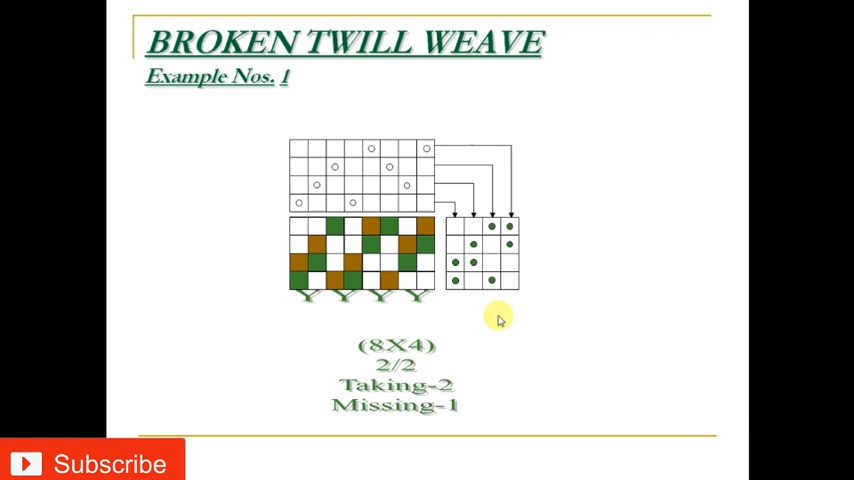 BROKEN TWILL WEAVE
Example Nos. 1
Y Y Y Y
(8X4)
2/2
Taking-2
Missing-1
Subscribe